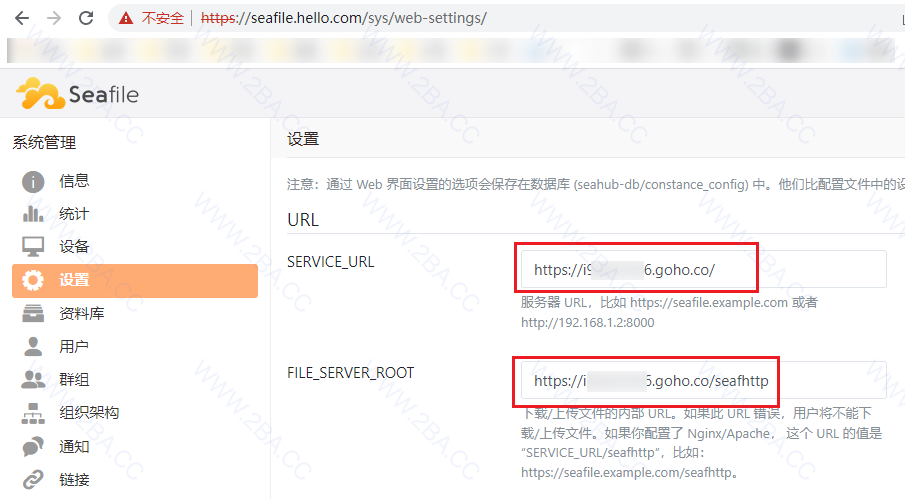 不安全 https://seafile.hello.com/sys/web-settings/
Seafile
系统管理
设置
信息
注意：通过 Web 界面设置的选项会保存在数据库 (seahub-db/constance_config) 中。他们比配置文件中的设
统计
URL
设备
SERVICE_URL
https://i9 6.goho.co/
设置
服务器 URL，比如 https://seafile.example.com 或者
http://192.168.1.2:8000
资料库
用户
FILE_SERVER_ROOT
https://i 6.goho.co/seafhttp
群组
下载/上传文件的内部 URL。如果此 URL 错误，用户将不能下
载/上传文件。如果你配置了 Nginx/Apache， 这个 URL 的值是
“SERVICE_URL/seafhttp”，比如：
https://seafile.example.com/seafhttp。
组织架构
通知
链接
WWW.2BA.CC